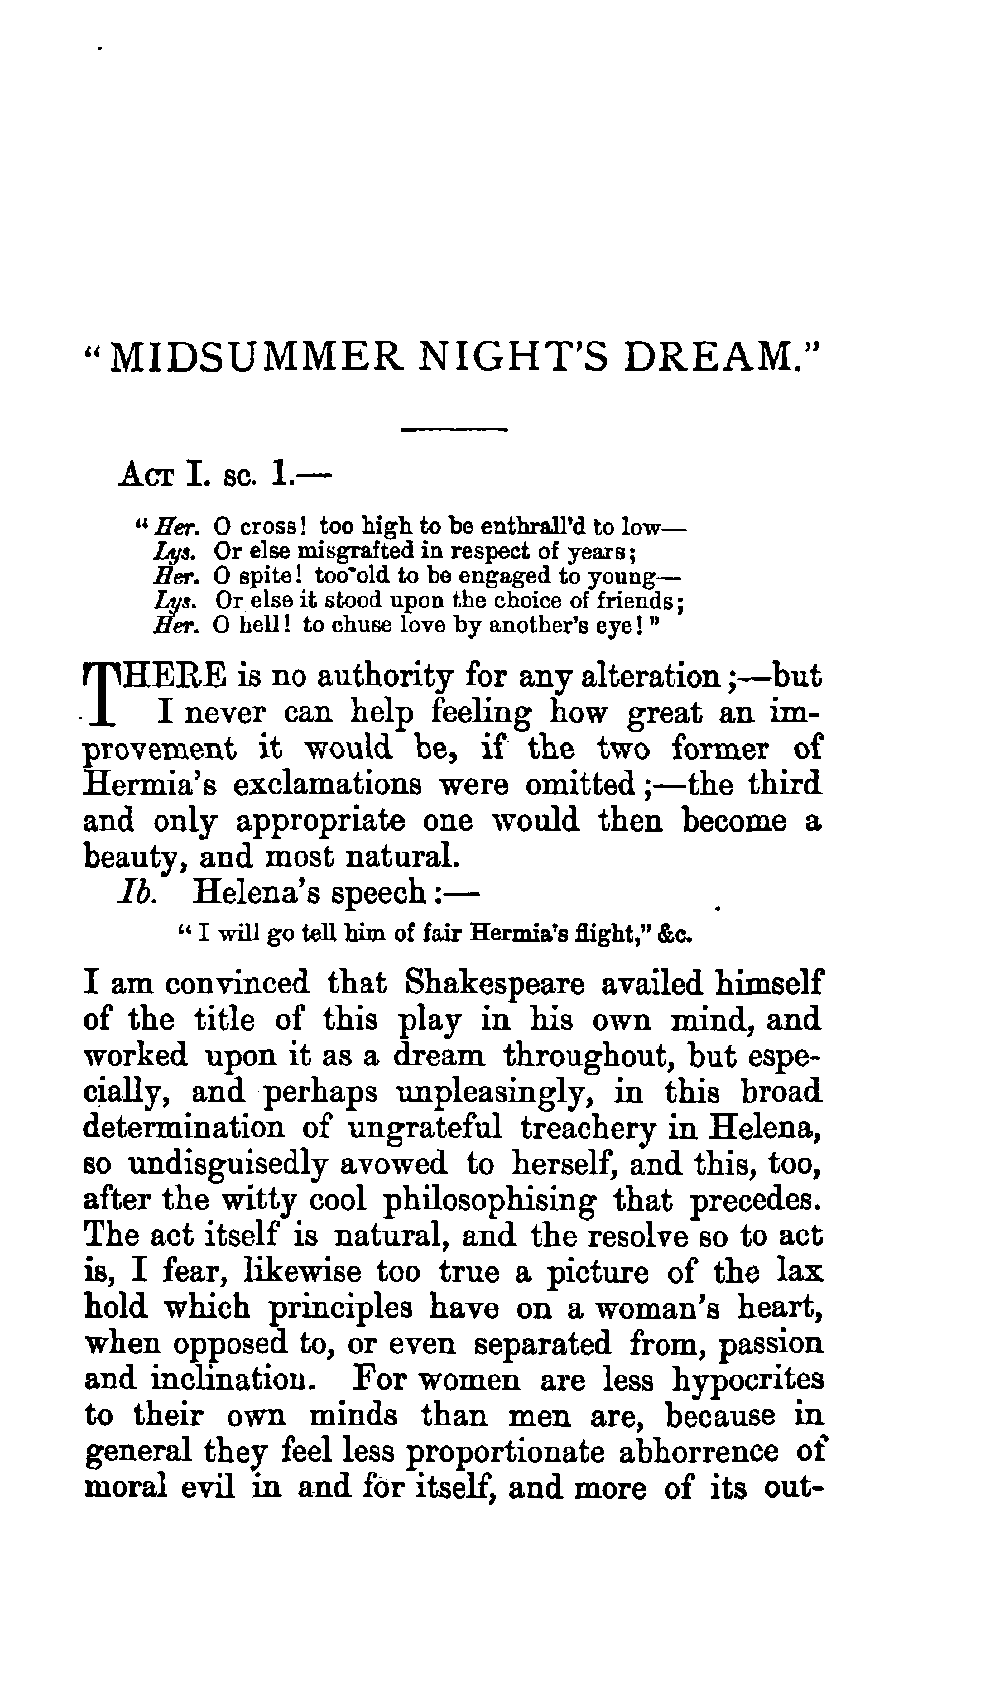 “MIDSUMMER NIGHT'S DREAM.”
Act I. sc. 1.—
“Her. O cross! too high to be enthrall'd to low—
Lys. Or else misgrafted in respect of years;
Her. O spite! too old to be engaged to young—
Lys. Or else it stood upon the choice of friends;
Her. O hell! to chuse love by another's eye!”
THERE is no authority for any alteration;—but
I never can help feeling how great an im-
provement it would be, if the two former of
Hermia's exclamations were omitted;—the third
and only appropriate one would then become a
beauty, and most natural.
Ib. Helena's speech:—
“I will go tell him of fair Hermia's flight,” &c.
I am convinced that Shakespeare availed himself
of the title of this play in his own mind, and
worked upon it as a dream throughout, but espe-
cially, and perhaps unpleasingly, in this broad
determination of ungrateful treachery in Helena,
so undisguisedly avowed to herself, and this, too,
after the witty cool philosophising that precedes.
The act itself is natural, and the resolve so to act
is, I fear, likewise too true a picture of the lax
hold which principles have on a woman's heart,
when opposed to, or even separated from, passion
and inclination. For women are less hypocrites
to their own minds than men are, because in
general they feel less proportionate abhorrence of
moral evil in and for itself, and more of its out-